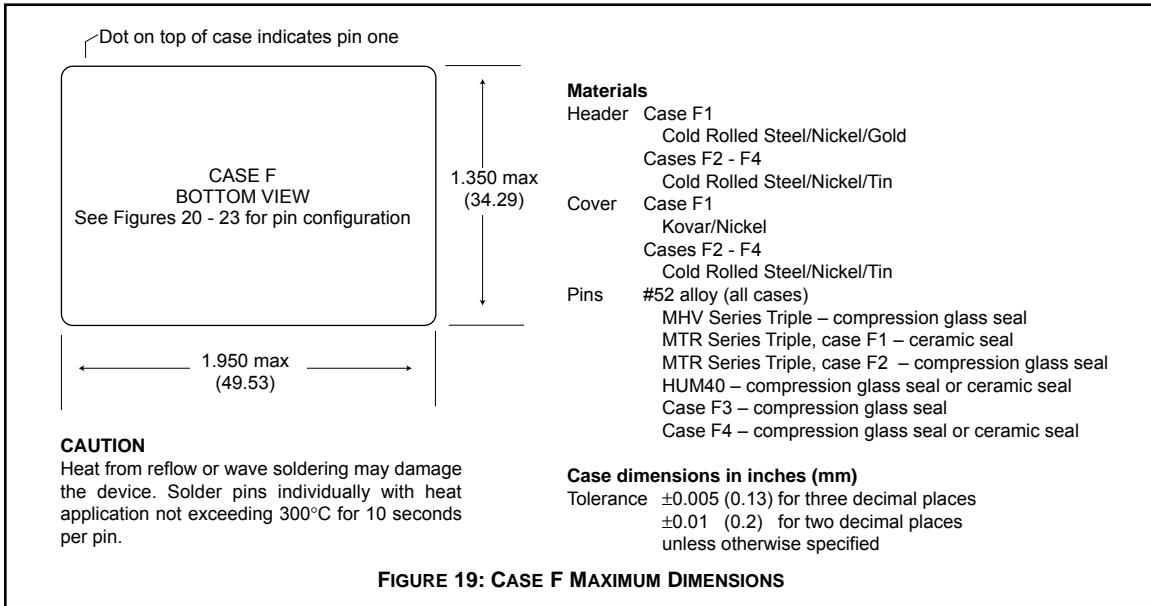 Dot on top of case indicates pin one
CASE F
BOTTOM VIEW
See Figures 20 - 23 for pin configuration
1.350 max
(34.29)
1.950 max
(49.53)
CAUTION
Heat from reflow or wave soldering may damage
the device. Solder pins individually with heat
application not exceeding 300°C for 10 seconds
per pin.
Materials
Header Case F1
Cold Rolled Steel/Nickel/Gold
Cases F2 - F4
Cold Rolled Steel/Nickel/Tin
Cover Case F1
Kovar/Nickel
Cases F2 - F4
Cold Rolled Steel/Nickel/Tin
Pins #52 alloy (all cases)
MHV Series Triple – compression glass seal
MTR Series Triple, case F1 – ceramic seal
MTR Series Triple, case F2 – compression glass seal
HUM40 – compression glass seal or ceramic seal
Case F3 – compression glass seal
Case F4 – compression glass seal or ceramic seal
Case dimensions in inches (mm)
Tolerance ±0.005 (0.13) for three decimal places
±0.01 (0.2) for two decimal places
unless otherwise specified
FIGURE 19: CASE F MAXIMUM DIMENSIONS